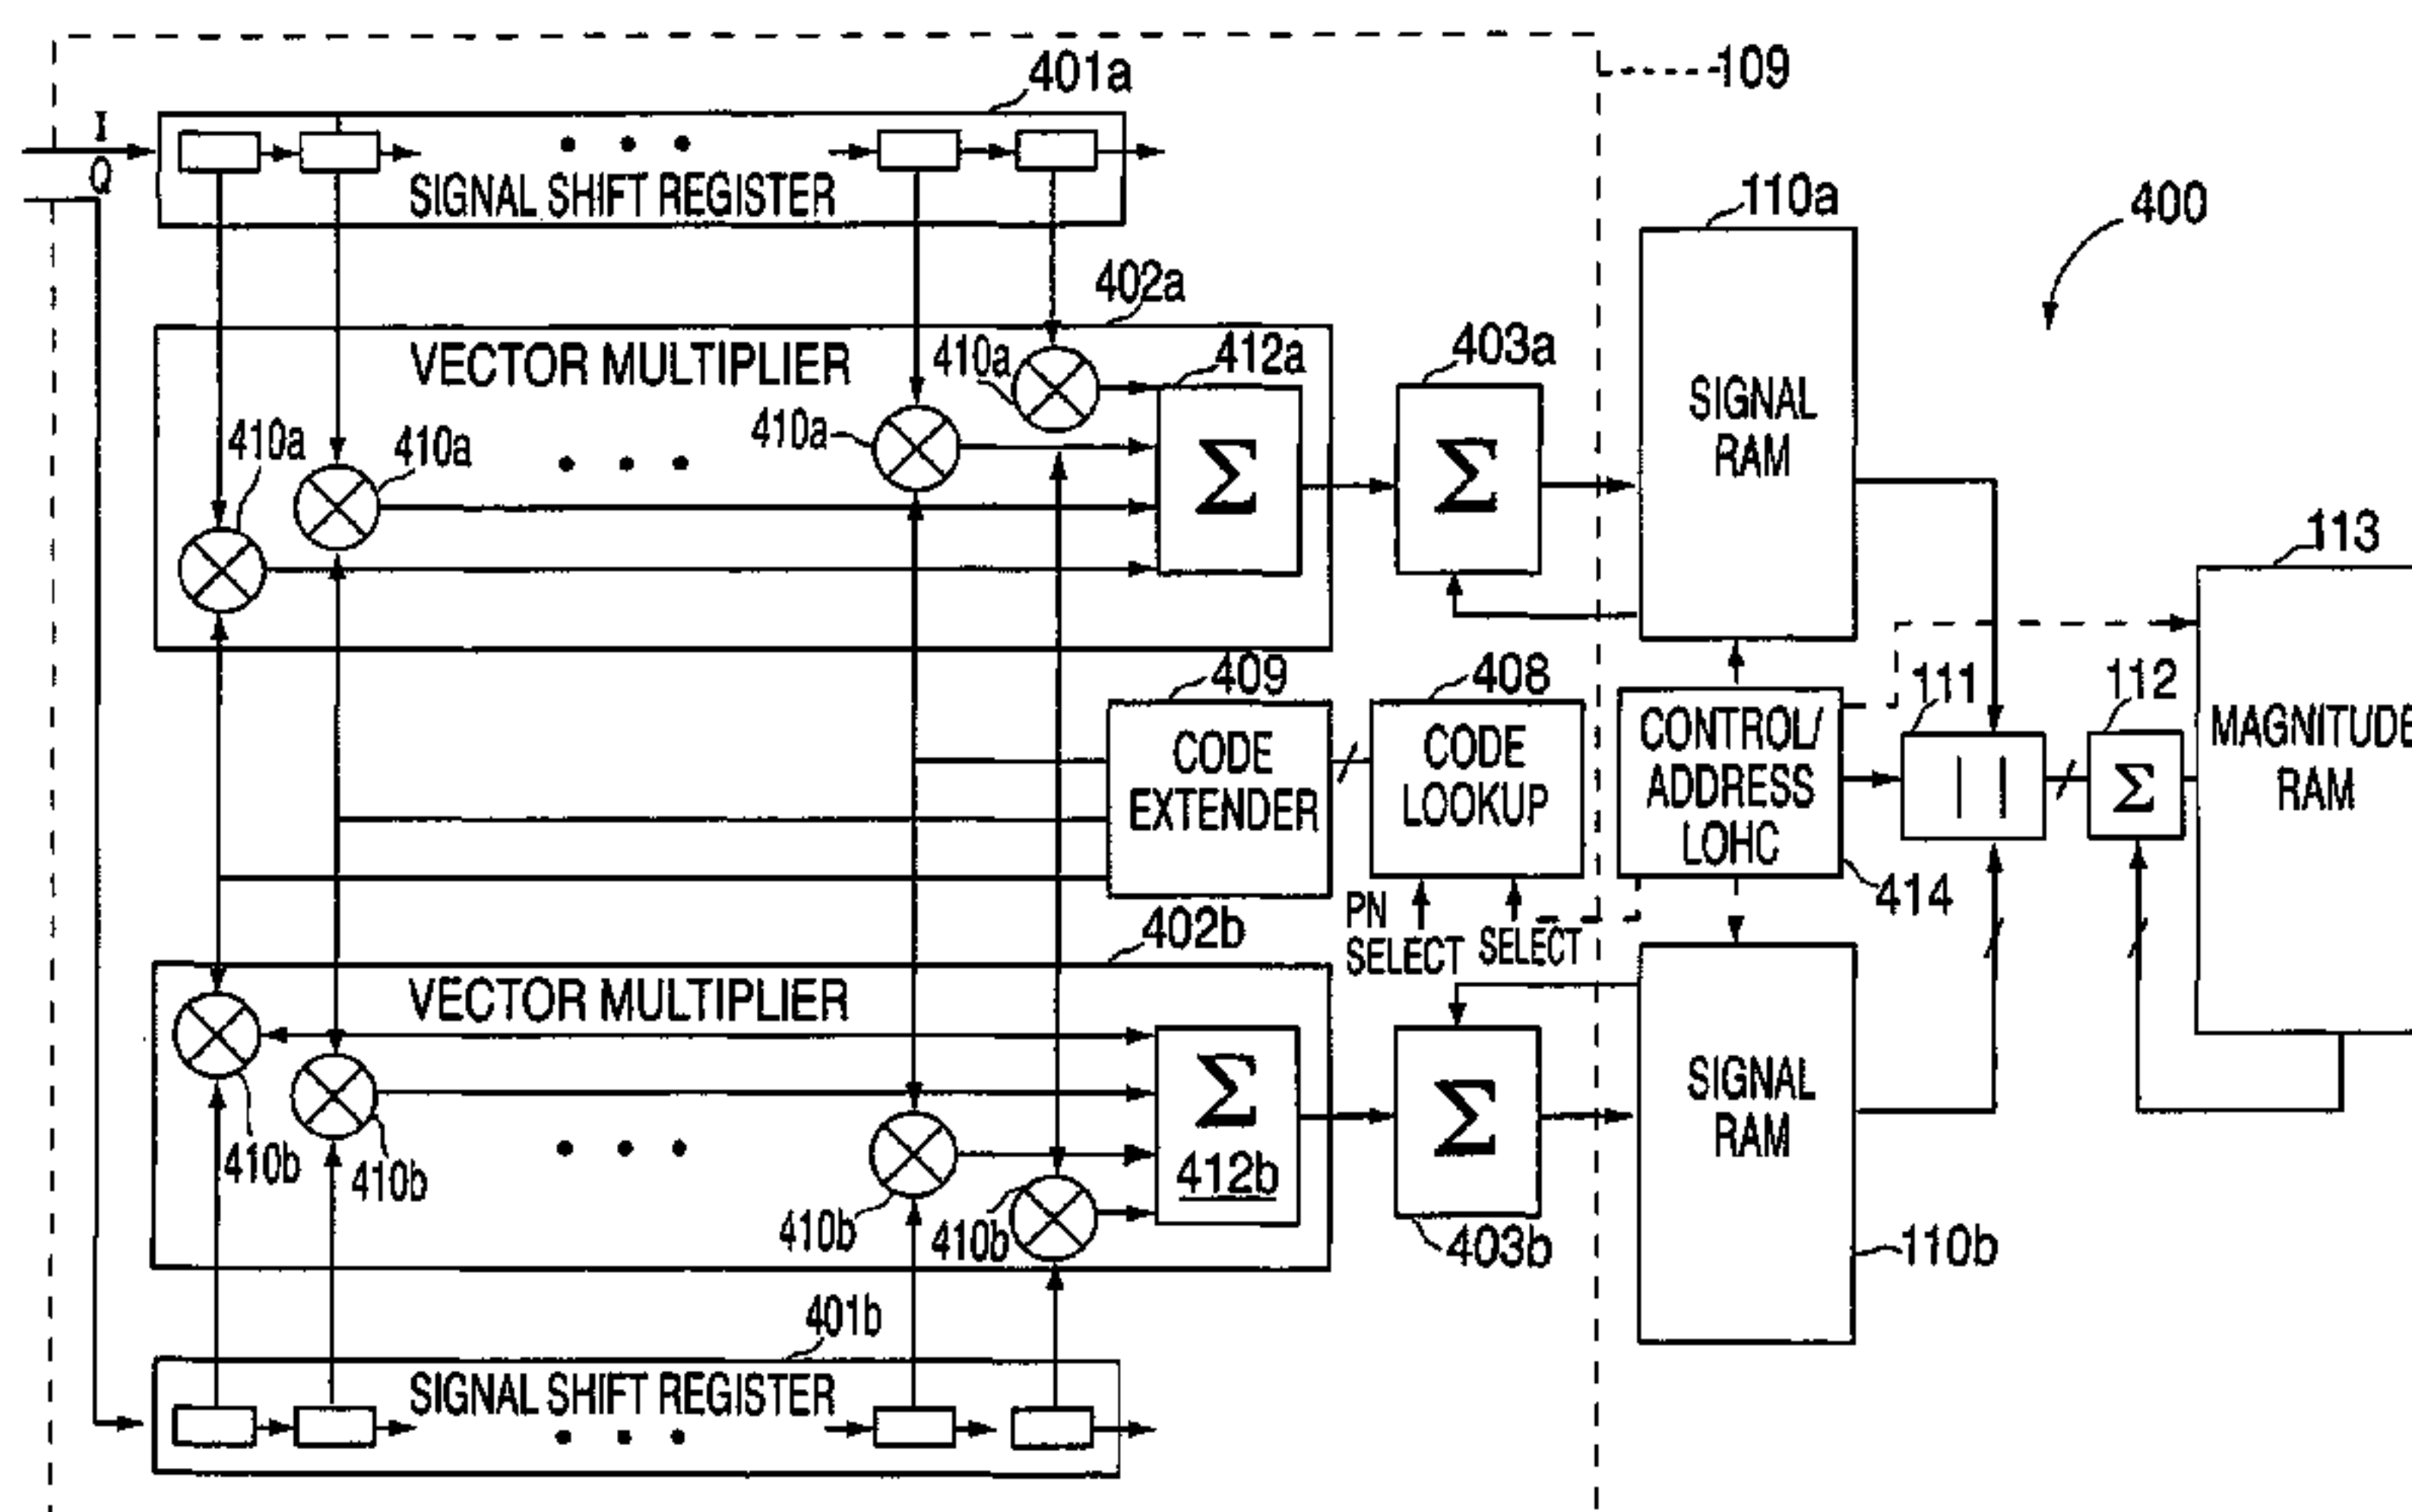 401a
109
I
Q
SIGNAL SHIFT REGISTER
110a
400
402a
VECTOR MULTIPLIER
410a
412a
403a
SIGNAL
RAM
410a
410a
410a
Σ
Σ
113
409
408
111
112
CODE
EXTENDER
CODE
LOOKUP
CONTROL/
ADDRESS
LOHC
| |
Σ
MAGNITUDE
RAM
414
PN
SELECT
SELECT
402b
VECTOR MULTIPLIER
Σ
412b
Σ
SIGNAL
RAM
410b
410b
410b
410b
403b
110b
401b
SIGNAL SHIFT REGISTER